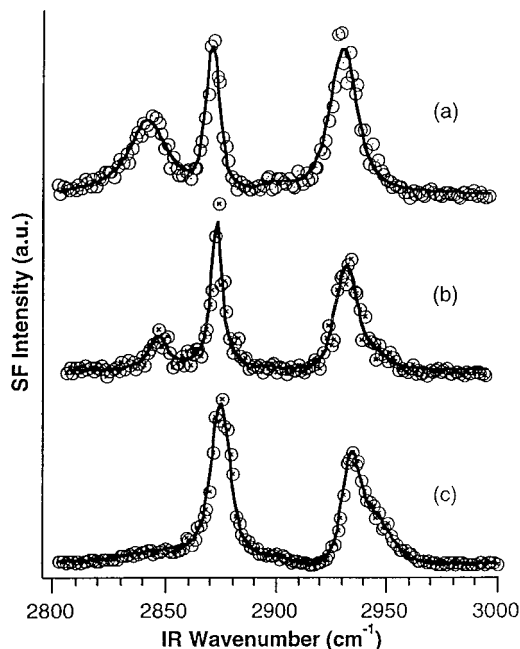 (a)
(b)
(c)
SF Intensity (a.u.)
2800 2850 2900 2950 3000
IR Wavenumber (cm⁻¹)